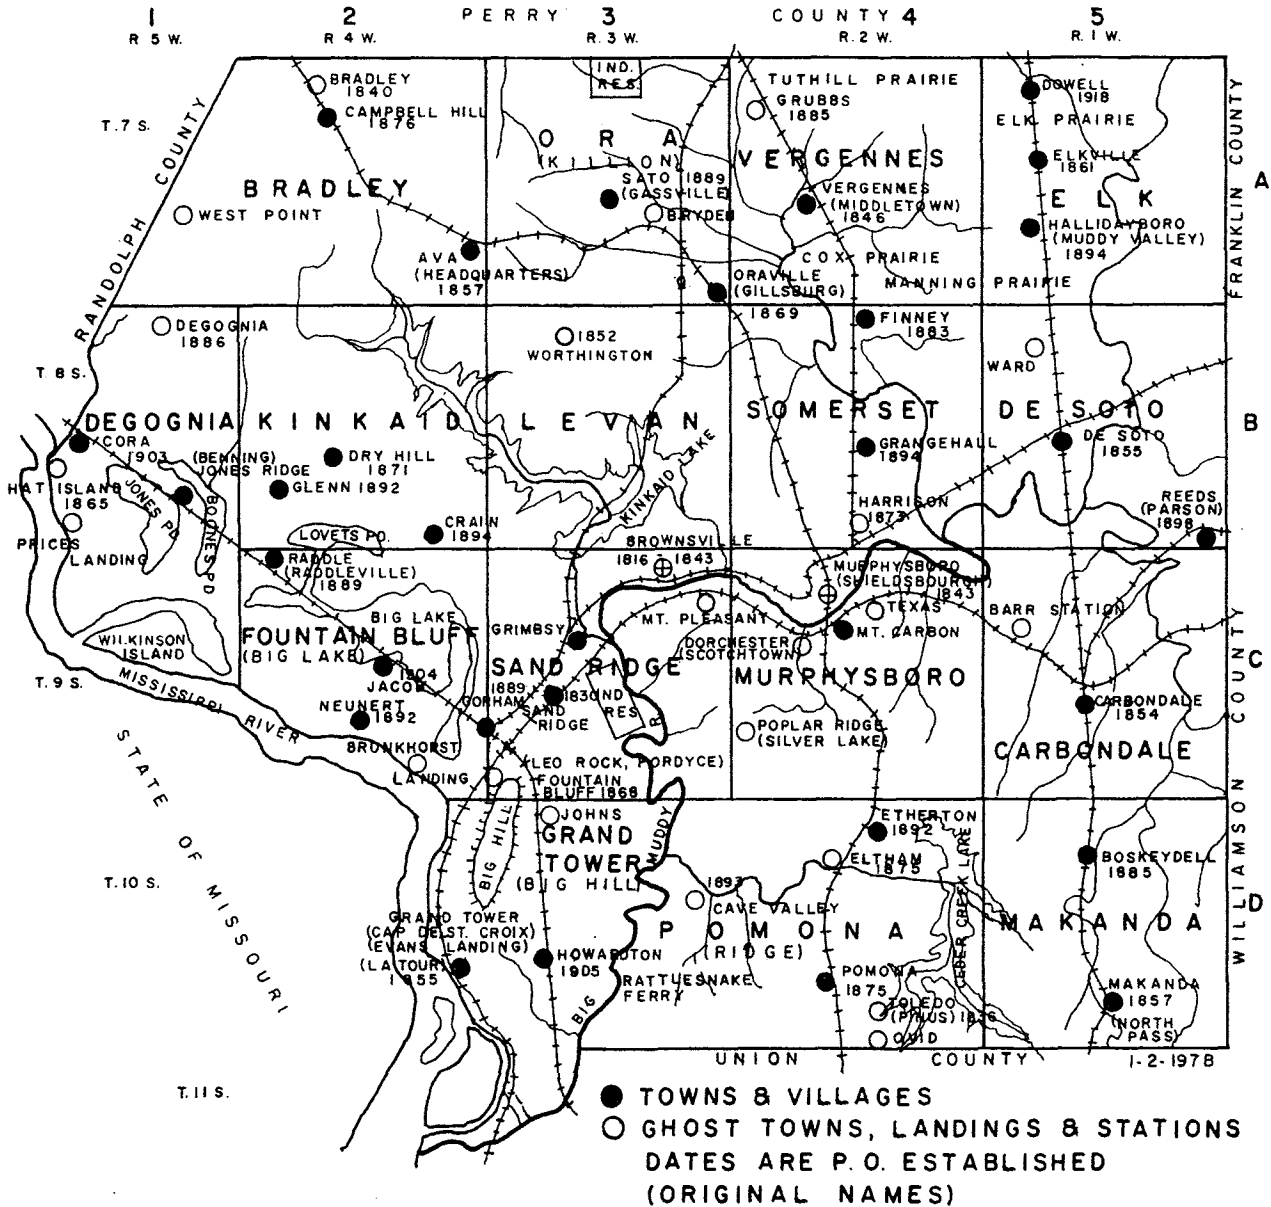 1 2 PERRY 3 COUNTY 4 5
R 5 W. R 4 W. R. 3 W. R. 2 W. R. 1 W.
IND.
RES.
BRADLEY
1840
CAMPBELL HILL
1876
TUTHILL PRAIRIE
GRUBBS
1885
DOWELL
1918
ELK PRAIRIE
T. 7 S.
RANDOLPH COUNTY
FRANKLIN COUNTY
ORA
(KILLION)
VERGENNES
ELKVILLE
1861
A
BRADLEY
SATO 1889
(GASSVILLE)
BRYDEN
VERGENNES
(MIDDLETOWN)
1846
ELK
WEST POINT
HALLIDAYBORO
(MUDDY VALLEY)
1894
AVA
(HEADQUARTERS)
1857
COX PRAIRIE
ORAVILLE
(GILLSBURG)
1869
MANNING PRAIRIE
DEGOGNIA
1886
1852
WORTHINGTON
FINNEY
1883
WARD
T. 8 S.
DEGOGNIA KINKAID LEVAN SOMERSET DE SOTO
B
CORA
1903
(BENNING)
JONES RIDGE
DRY HILL
1871
GLENN 1892
GRANGEHALL
1894
DE SOTO
1855
HAT ISLAND
1865
JONES PD.
BOONES PD
KINKAID LAKE
HARRISON
1873
REEDS
(PARSON)
1898
PRICES
LANDING
LOVETS PD.
CRAIN
1894
BROWNSVILLE
1816 - 1843
RADDLE
(RADDLEVILLE)
1889
MURPHYSBORO
(SHIELDSBOURGH)
1843
TEXAS
BARR STATION
BIG LAKE
MT. PLEASANT
WILKINSON
ISLAND
FOUNTAIN BLUFF
(BIG LAKE)
GRIMSBY
DORCHESTER
(SCOTCHTOWN)
MT. CARBON
C
SAND RIDGE
MURPHYSBORO
T. 9 S.
1904
JACOB
1889
GORHAM
1830
SAND
RIDGE
IND
RES
MISSISSIPPI RIVER
NEUNERT
1892
CARBONDALE
1854
BRUNKHORST
LANDING
(LEO ROCK, FORDYCE)
FOUNTAIN
BLUFF 1868
POPLAR RIDGE
(SILVER LAKE)
CARBONDALE
STATE OF MISSOURI
WILLIAMSON COUNTY
JOHNS
GRAND
TOWER
(BIG HILL)
BIG HILL
BIG MUDDY R.
ETHERTON
1892
ELTHAM
1875
CEDER CREEK LAKE
BOSKEYDELL
1885
T. 10 S.
1893
CAVE VALLEY
D
GRAND TOWER
(CAP DE ST. CROIX)
(EVANS LANDING)
(LA TOUR)
1855
POMONA
(RIDGE)
MAKANDA
HOWARDTON
1905
RATTLESNAKE
FERRY
POMONA
1875
TOLEDO
(PINUS) 1836
OVID
MAKANDA
1857
(NORTH
PASS)
UNION COUNTY
1-2-1978
T. 11 S.
TOWNS & VILLAGES
GHOST TOWNS, LANDINGS & STATIONS
DATES ARE P.O. ESTABLISHED
(ORIGINAL NAMES)